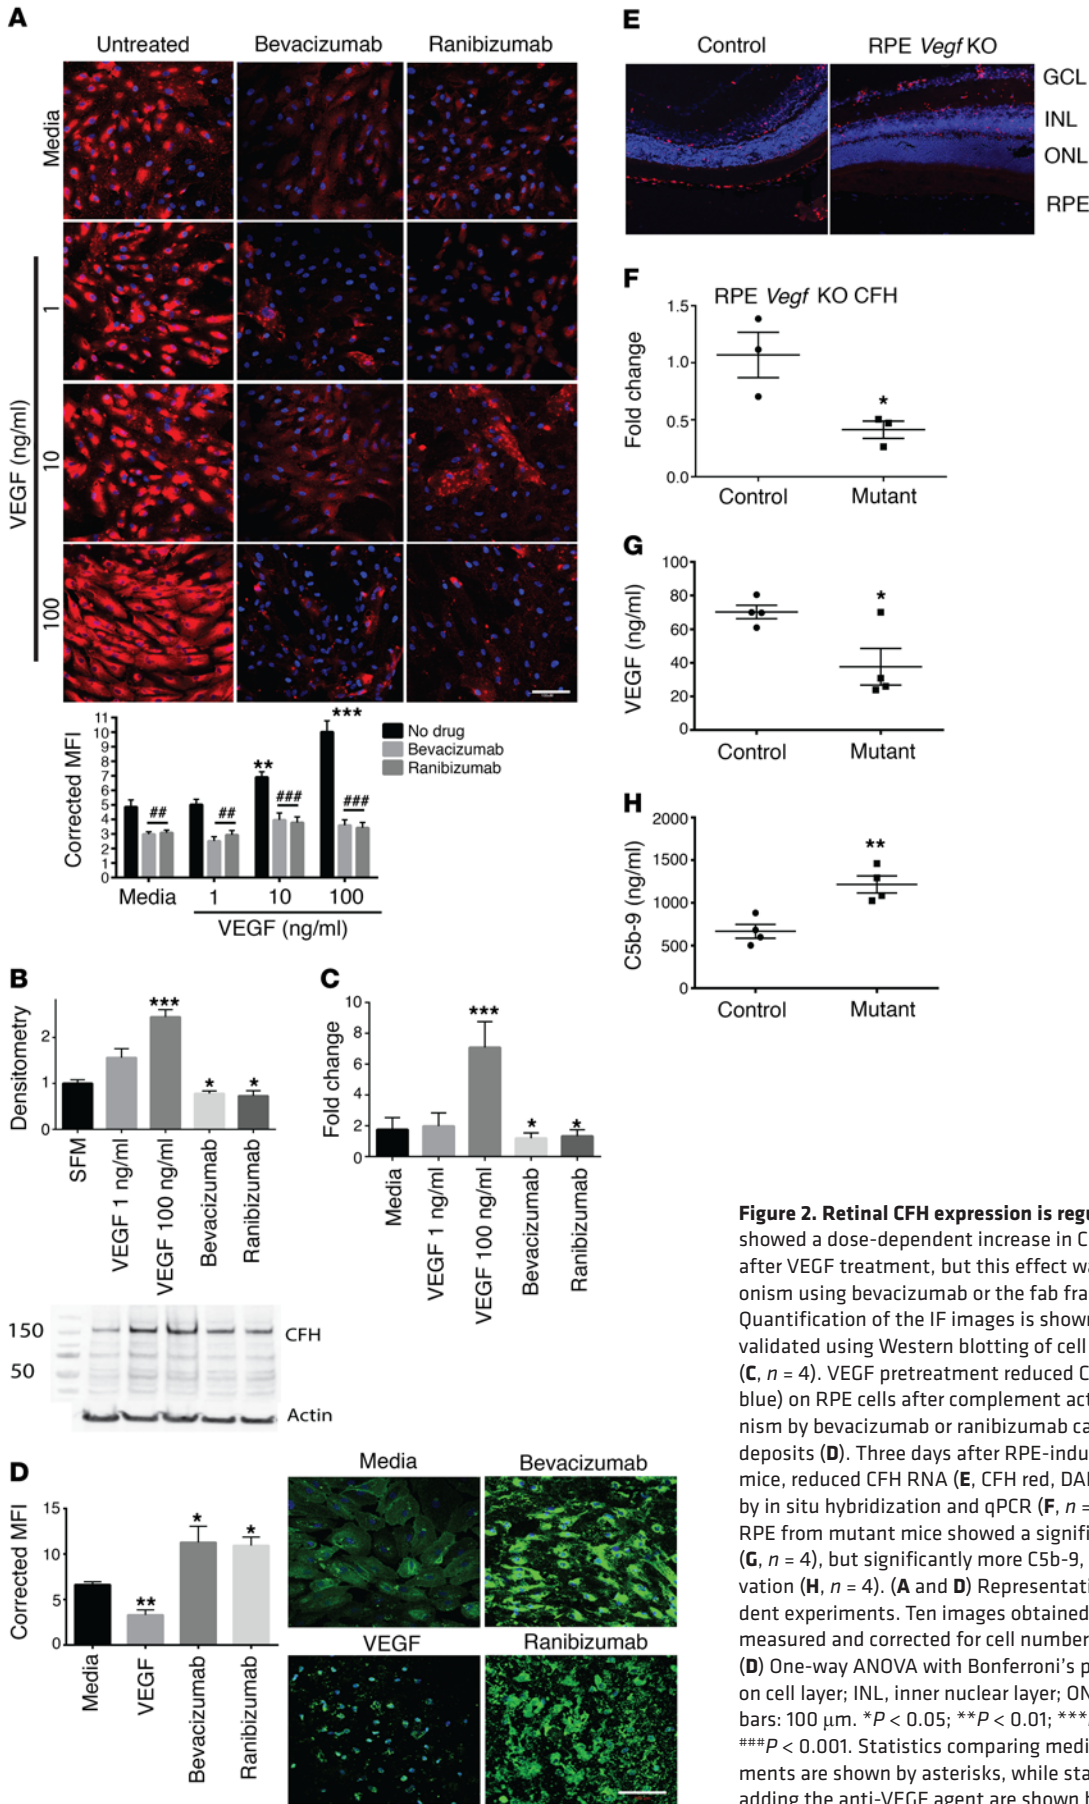 A
Untreated
Bevacizumab
Ranibizumab
Media
1
10
100
VEGF (ng/ml)
Corrected MFI
11
10
9
8
7
6
5
4
3
2
1
0
##
##
**
###
***
###
No drug
Bevacizumab
Ranibizumab
Media
1
10
100
VEGF (ng/ml)
B
Densitometry
2
1
0
***
*
*
SFM
VEGF 1 ng/ml
VEGF 100 ng/ml
Bevacizumab
Ranibizumab
150
50
CFH
Actin
C
Fold change
10
8
6
4
2
0
***
*
*
Media
VEGF 1 ng/ml
VEGF 100 ng/ml
Bevacizumab
Ranibizumab
D
Corrected MFI
15
10
5
0
**
*
*
Media
VEGF
Bevacizumab
Ranibizumab
Media
Bevacizumab
VEGF
Ranibizumab
E
Control
RPE Vegf KO
GCL
INL
ONL
RPE
F
RPE Vegf KO CFH
Fold change
1.5
1.0
0.5
0.0
*
Control
Mutant
G
VEGF (ng/ml)
100
80
60
40
20
0
*
Control
Mutant
H
C5b-9 (ng/ml)
2000
1500
1000
500
0
**
Control
Mutant
Figure 2. Retinal CFH expression is regu
showed a dose-dependent increase in C
after VEGF treatment, but this effect wa
onism using bevacizumab or the fab fra
Quantification of the IF images is shown
validated using Western blotting of cell
(C, n = 4). VEGF pretreatment reduced C
blue) on RPE cells after complement act
nism by bevacizumab or ranibizumab ca
deposits (D). Three days after RPE-indu
mice, reduced CFH RNA (E, CFH red, DA
by in situ hybridization and qPCR (F, n =
RPE from mutant mice showed a signific
(G, n = 4), but significantly more C5b-9,
vation (H, n = 4). (A and D) Representati
dent experiments. Ten images obtained
measured and corrected for cell number
(D) One-way ANOVA with Bonferroni's p
on cell layer; INL, inner nuclear layer; ON
bars: 100 μm. *P < 0.05; **P < 0.01; ***
###P < 0.001. Statistics comparing medi
ments are shown by asterisks, while sta
adding the anti-VEGF agent are shown b